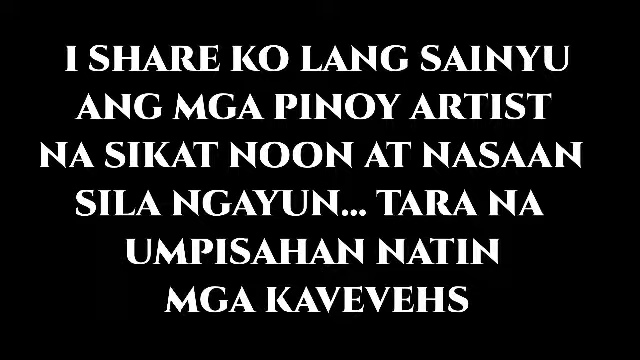 I SHARE KO LANG SAINYU
ANG MGA PINOY ARTIST
NA SIKAT NOON AT NASAAN
SILA NGAYUN... TARA NA
UMPISAHAN NATIN
MGA KAVEVEHS